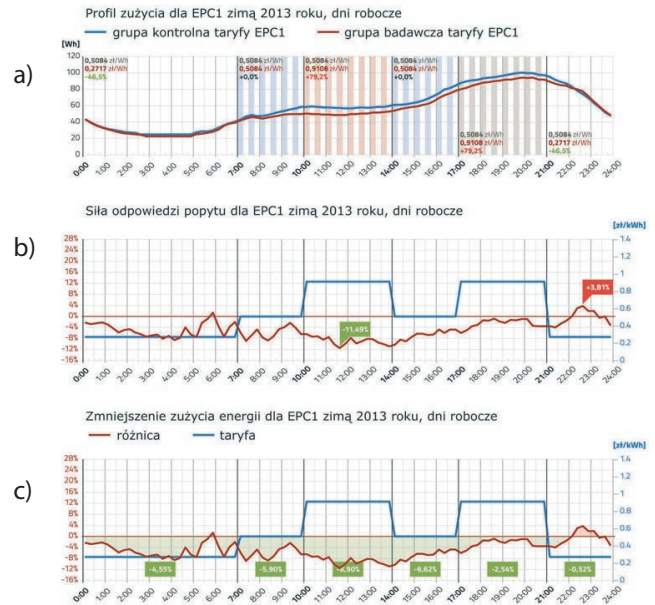 a)
Profil zużycia dla EPC1 zimą 2013 roku, dni robocze
grupa kontrolna taryfy EPC1 grupa badawcza taryfy EPC1
[Wh]
120
100
80
60
40
20
0
0,5084 zł/Wh
0,2717 zł/Wh
-46,5%
0,5084 zł/Wh
0,5084 zł/Wh
+0,0%
0,5084 zł/Wh
0,9108 zł/Wh
+79,2%
0,5084 zł/Wh
0,5084 zł/Wh
+0,0%
0,5084 zł/Wh
0,9108 zł/Wh
+79,2%
0,5084 zł/Wh
0,2717 zł/Wh
-46,5%
0:00 1:00 2:00 3:00 4:00 5:00 6:00 7:00 8:00 9:00 10:00 11:00 12:00 13:00 14:00 15:00 16:00 17:00 18:00 19:00 20:00 21:00 22:00 23:00 24:00
b)
Siła odpowiedzi popytu dla EPC1 zimą 2013 roku, dni robocze
[zł/kWh]
28%
24%
20%
16%
12%
8%
4%
0%
-4%
-8%
-12%
-16%
1.4
1.2
1
0.8
0.6
0.4
0.2
0
-11,49%
+3,81%
0:00 1:00 2:00 3:00 4:00 5:00 6:00 7:00 8:00 9:00 10:00 11:00 12:00 13:00 14:00 15:00 16:00 17:00 18:00 19:00 20:00 21:00 22:00 23:00 24:00
c)
Zmniejszenie zużycia energii dla EPC1 zimą 2013 roku, dni robocze
różnica taryfa
[zł/kWh]
28%
24%
20%
16%
12%
8%
4%
0%
-4%
-8%
-12%
-16%
1.4
1.2
1
0.8
0.6
0.4
0.2
0
-4,55% -5,90% -6,62% -2,54% -0,52%
0:00 1:00 2:00 3:00 4:00 5:00 6:00 7:00 8:00 9:00 10:00 11:00 12:00 13:00 14:00 15:00 16:00 17:00 18:00 19:00 20:00 21:00 22:00 23:00 24:00